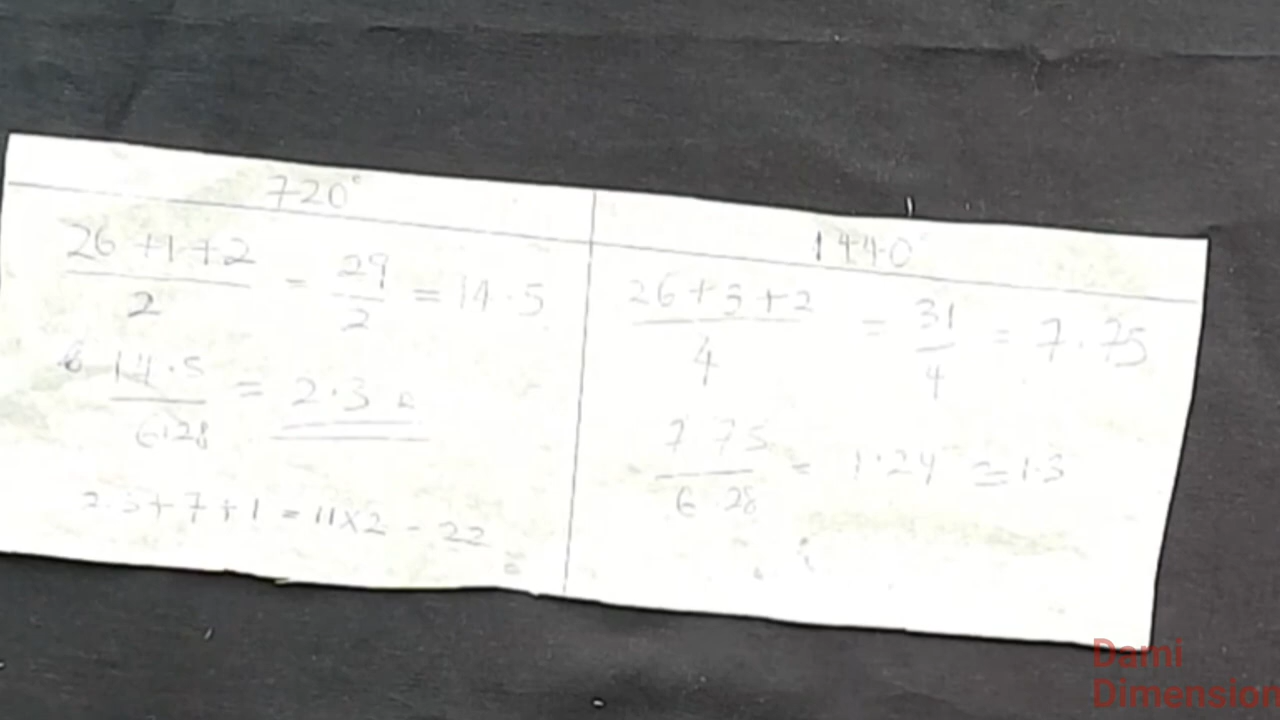 720°
26 + 1 + 2 / 2 = 29 / 2 = 14.5
14.5 / 6.28 = 2.3
+ 7 + 1 = 11 x 2 - 22
1440°
26 + 3 + 2 / 4 = 31 / 4 = 7.75
7.75 / 6.28 = 1.24 ≃ 1.3
Dami
Dimension